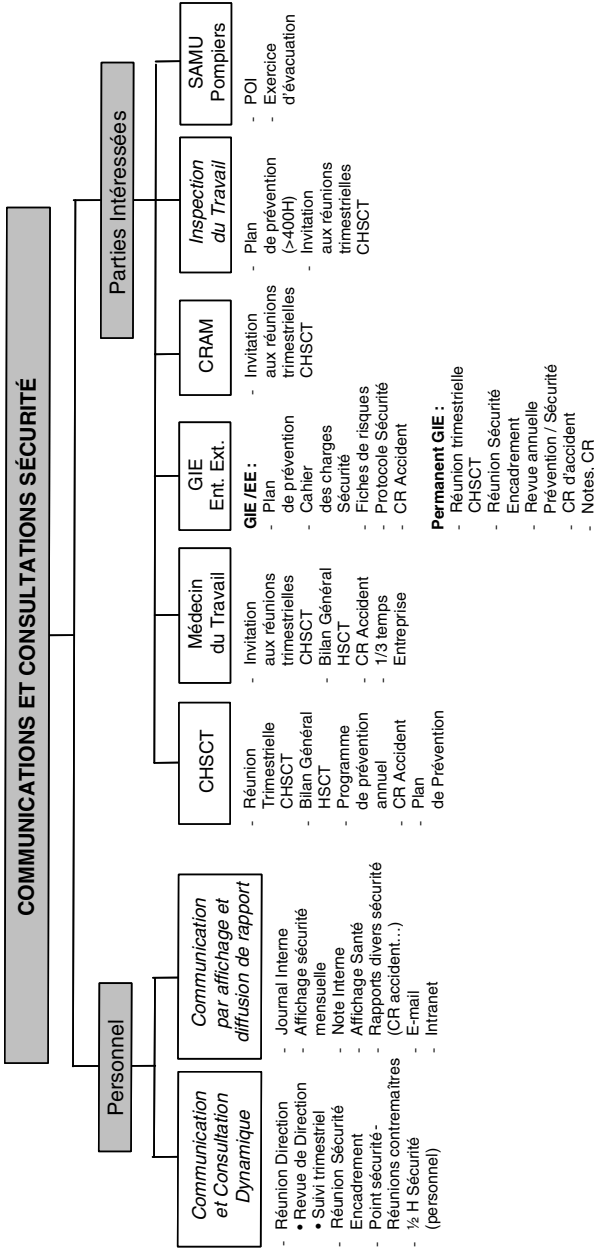 COMMUNICATIONS ET CONSULTATIONS SÉCURITÉ
Personnel
Communication
et Consultation
Dynamique
- Réunion Direction
• Revue de Direction
• Suivi trimestriel
- Réunion Sécurité
Encadrement
- Point sécurité-
Réunions contremaîtres
- ½ H Sécurité
(personnel)
Communication
par affichage et
diffusion de rapport
- Journal Interne
- Affichage sécurité
mensuelle
- Note Interne
- Affichage Santé
- Rapports divers sécurité
(CR accident...)
- E-mail
- Intranet
Parties Intéressées
CHSCT
- Réunion
Trimestrielle
CHSCT
- Bilan Général
HSCT
- Programme
de prévention
annuel
- CR Accident
- Plan
de Prévention
Médecin
du Travail
- Invitation
aux réunions
trimestrielles
CHSCT
- Bilan Général
HSCT
- CR Accident
- 1/3 temps
Entreprise
GIE
Ent. Ext.
GIE /EE :
- Plan
de prévention
- Cahier
des charges
Sécurité
- Fiches de risques
- Protocole Sécurité
- CR Accident
Permanent GIE :
- Réunion trimestrielle
CHSCT
- Réunion Sécurité
Encadrement
- Revue annuelle
Prévention / Sécurité
- CR d'accident
- Notes. CR
CRAM
- Invitation
aux réunions
trimestrielles
CHSCT
Inspection
du Travail
- Plan
de prévention
(>400H)
- Invitation
aux réunions
trimestrielles
CHSCT
SAMU
Pompiers
- POI
- Exercice
d'évacuation